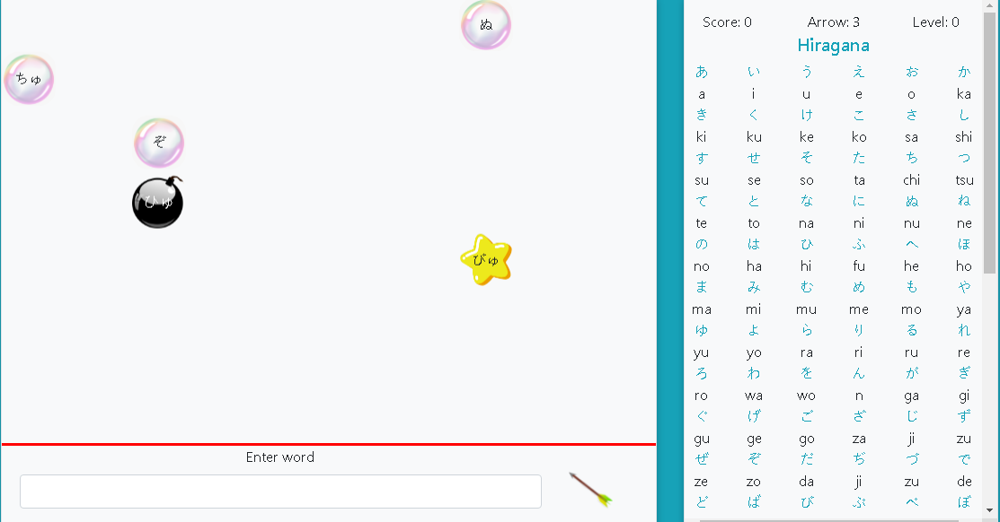 ぬ
ちゅ
ぞ
ひゅ
びゅ
Enter word
Score: 0 Arrow: 3 Level: 0
Hiragana
あ い う え お か
a i u e o ka
き く け こ さ し
ki ku ke ko sa shi
す せ そ た ち つ
su se so ta chi tsu
て と な に ぬ ね
te to na ni nu ne
の は ひ ふ へ ほ
no ha hi fu he ho
ま み む め も や
ma mi mu me mo ya
ゆ よ ら り る れ
yu yo ra ri ru re
ろ わ を ん が ぎ
ro wa wo n ga gi
ぐ げ ご ざ じ ず
gu ge go za ji zu
ぜ ぞ だ ぢ づ で
ze zo da ji zu de
ど ば び ぷ べ ぼ